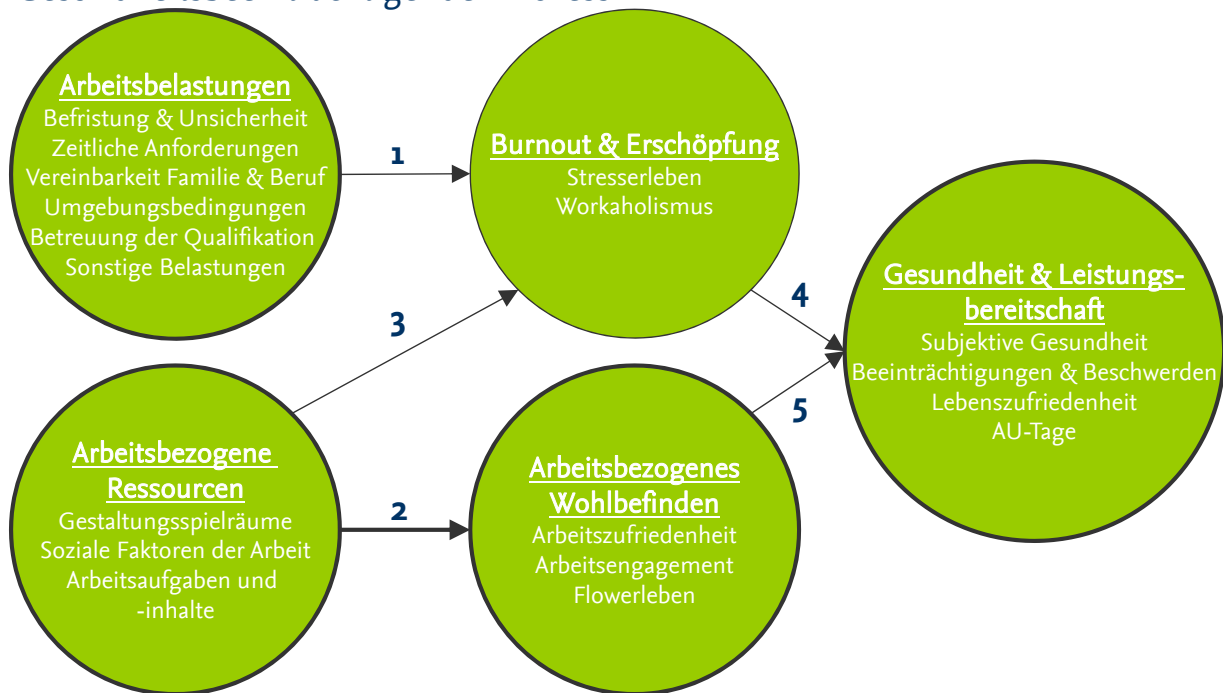 Arbeitsbelastungen
Befristung & Unsicherheit
Zeitliche Anforderungen
Vereinbarkeit Familie & Beruf
Umgebungsbedingungen
Betreuung der Qualifikation
Sonstige Belastungen
1
Burnout & Erschöpfung
Stresserleben
Workaholismus
3
4
Gesundheit & Leistungs-
bereitschaft
Subjektive Gesundheit
Beeinträchtigungen & Beschwerden
Lebenszufriedenheit
AU-Tage
5
Arbeitsbezogene
Ressourcen
Gestaltungsspielräume
Soziale Faktoren der Arbeit
Arbeitsaufgaben und
-inhalte
2
Arbeitsbezogenes
Wohlbefinden
Arbeitszufriedenheit
Arbeitsengagement
Flowerleben